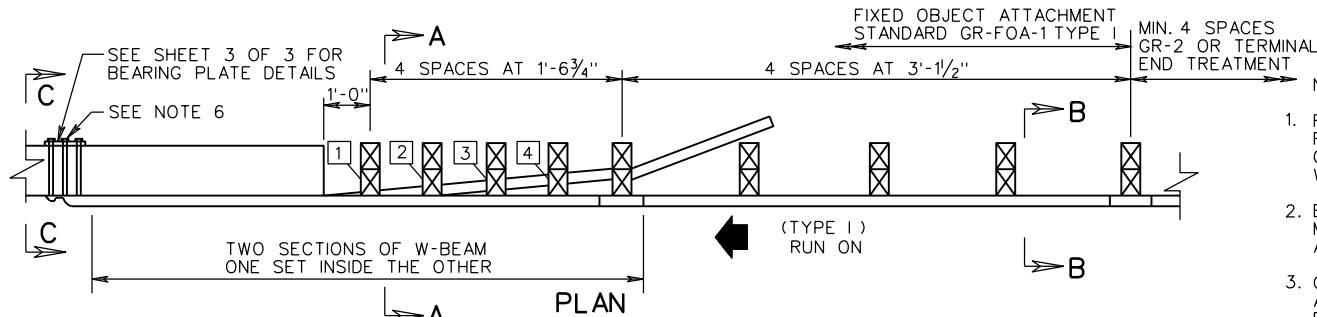 FIXED OBJECT ATTACHMENT
STANDARD GR-FOA-1 TYPE I
MIN. 4 SPACES
GR-2 OR TERMINAL
END TREATMENT
SEE SHEET 3 OF 3 FOR
BEARING PLATE DETAILS
A
4 SPACES AT 1'-6¾"
4 SPACES AT 3'-1½"
C
1'-0"
SEE NOTE 6
B
1
2
3
4
1.
2.
3.
C
TWO SECTIONS OF W-BEAM
ONE SET INSIDE THE OTHER
(TYPE I)
RUN ON
B
A
PLAN